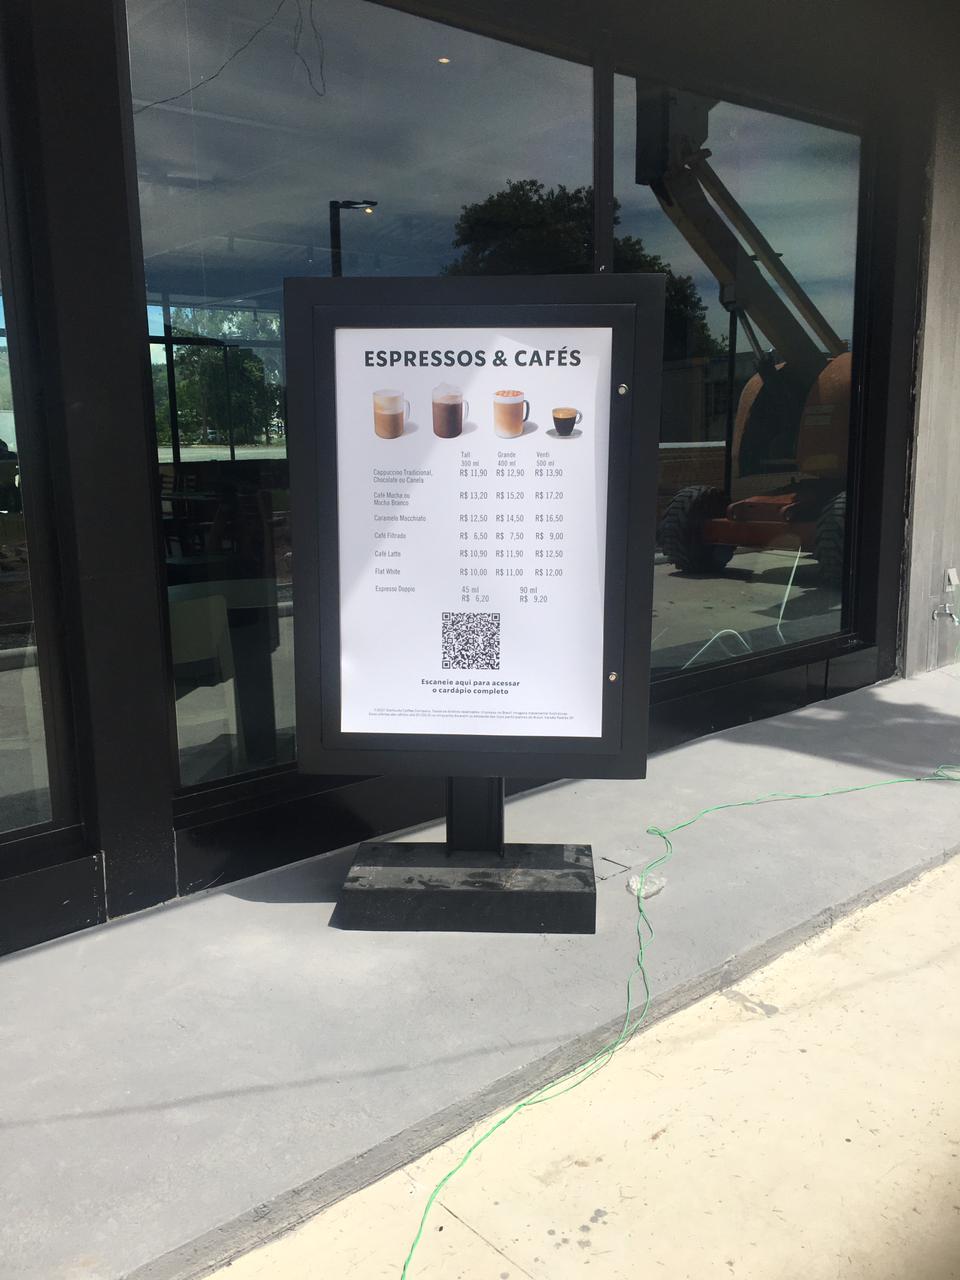 ESPRESSOS & CAFÉS
Tall Grande Venti
300 ml 400 ml 500 ml
Cappuccino Tradicional, R$ 11,90 R$ 12,90 R$ 13,90
Chocolate ou Canela
Café Mocha ou R$ 13,20 R$ 15,20 R$ 17,20
Mocha Branco
Caramelo Macchiato R$ 12,50 R$ 14,50 R$ 16,50
Café Filtrado R$ 6,50 R$ 7,50 R$ 9,00
Café Latte R$ 10,90 R$ 11,90 R$ 12,50
Flat White R$ 10,00 R$ 11,00 R$ 12,00
Espresso Doppio 45 ml 90 ml
R$ 6,20 R$ 9,20
Escaneie aqui para acessar
o cardápio completo